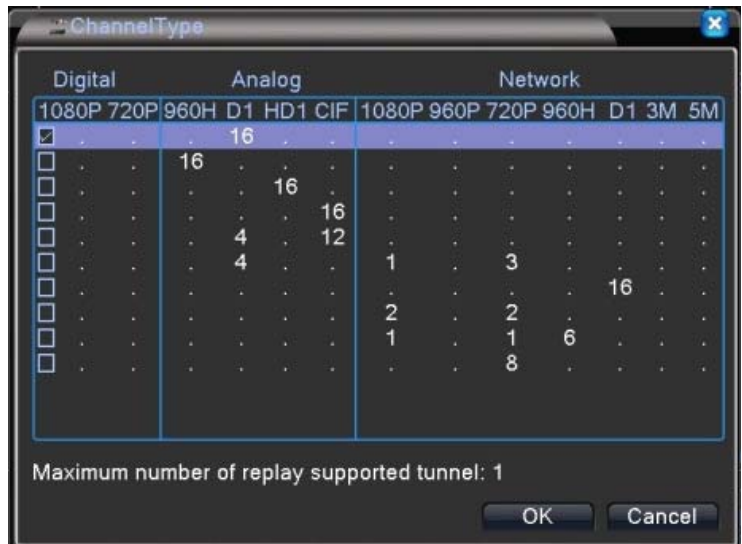 ChannelType
Digital Analog Network
1080P 720P 960H D1 HD1 CIF 1080P 960P 720P 960H D1 3M 5M
. . . 16 . . . . . . . . .
. . 16 . . . . . . . . . .
. . . . 16 . . . . . . . .
. . . . . 16 . . . . . . .
. . . 4 . 12 . . . . . . .
. . . 4 . . 1 . 3 . . . .
. . . . . . . . . . 16 . .
. . . . . . 2 . 2 . . . .
. . . . . . 1 . 1 6 . . .
. . . . . . . . 8 . . . .
Maximum number of replay supported tunnel: 1
OK Cancel